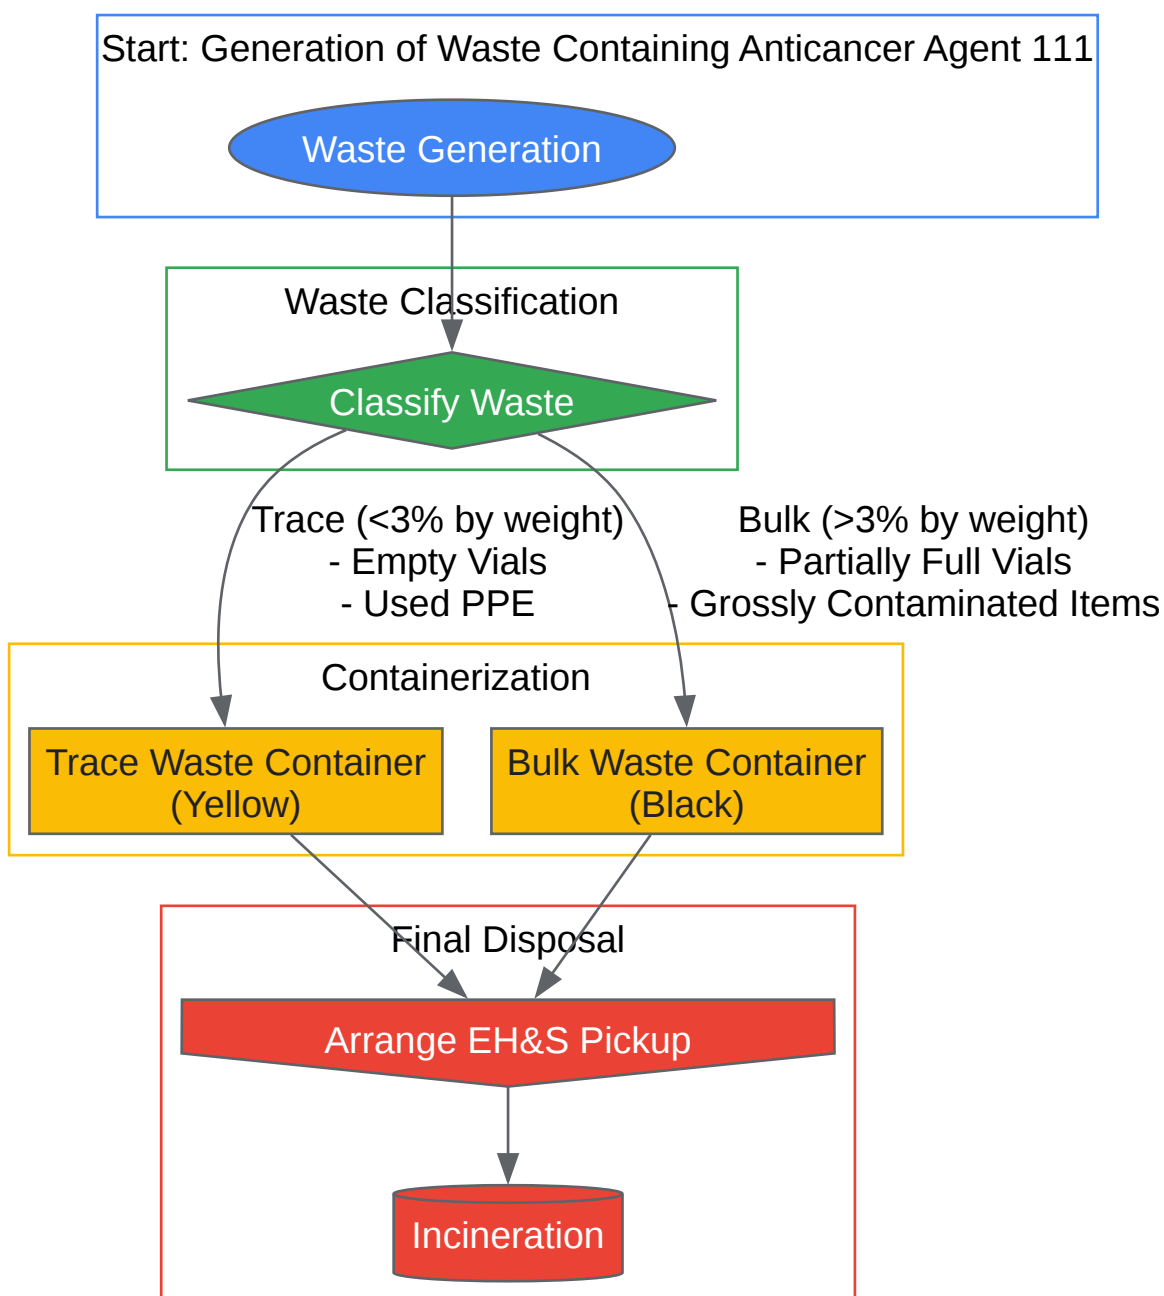 Start: Generation of Waste Containing Anticancer Agent 111
Waste Generation
Waste Classification
Classify Waste
Trace (<3% by weight)
- Empty Vials
- Used PPE
Bulk (>3% by weight)
- Partially Full Vials
- Grossly Contaminated Items
Containerization
Trace Waste Container
(Yellow)
Bulk Waste Container
(Black)
Final Disposal
Arrange EH&S Pickup
Incineration